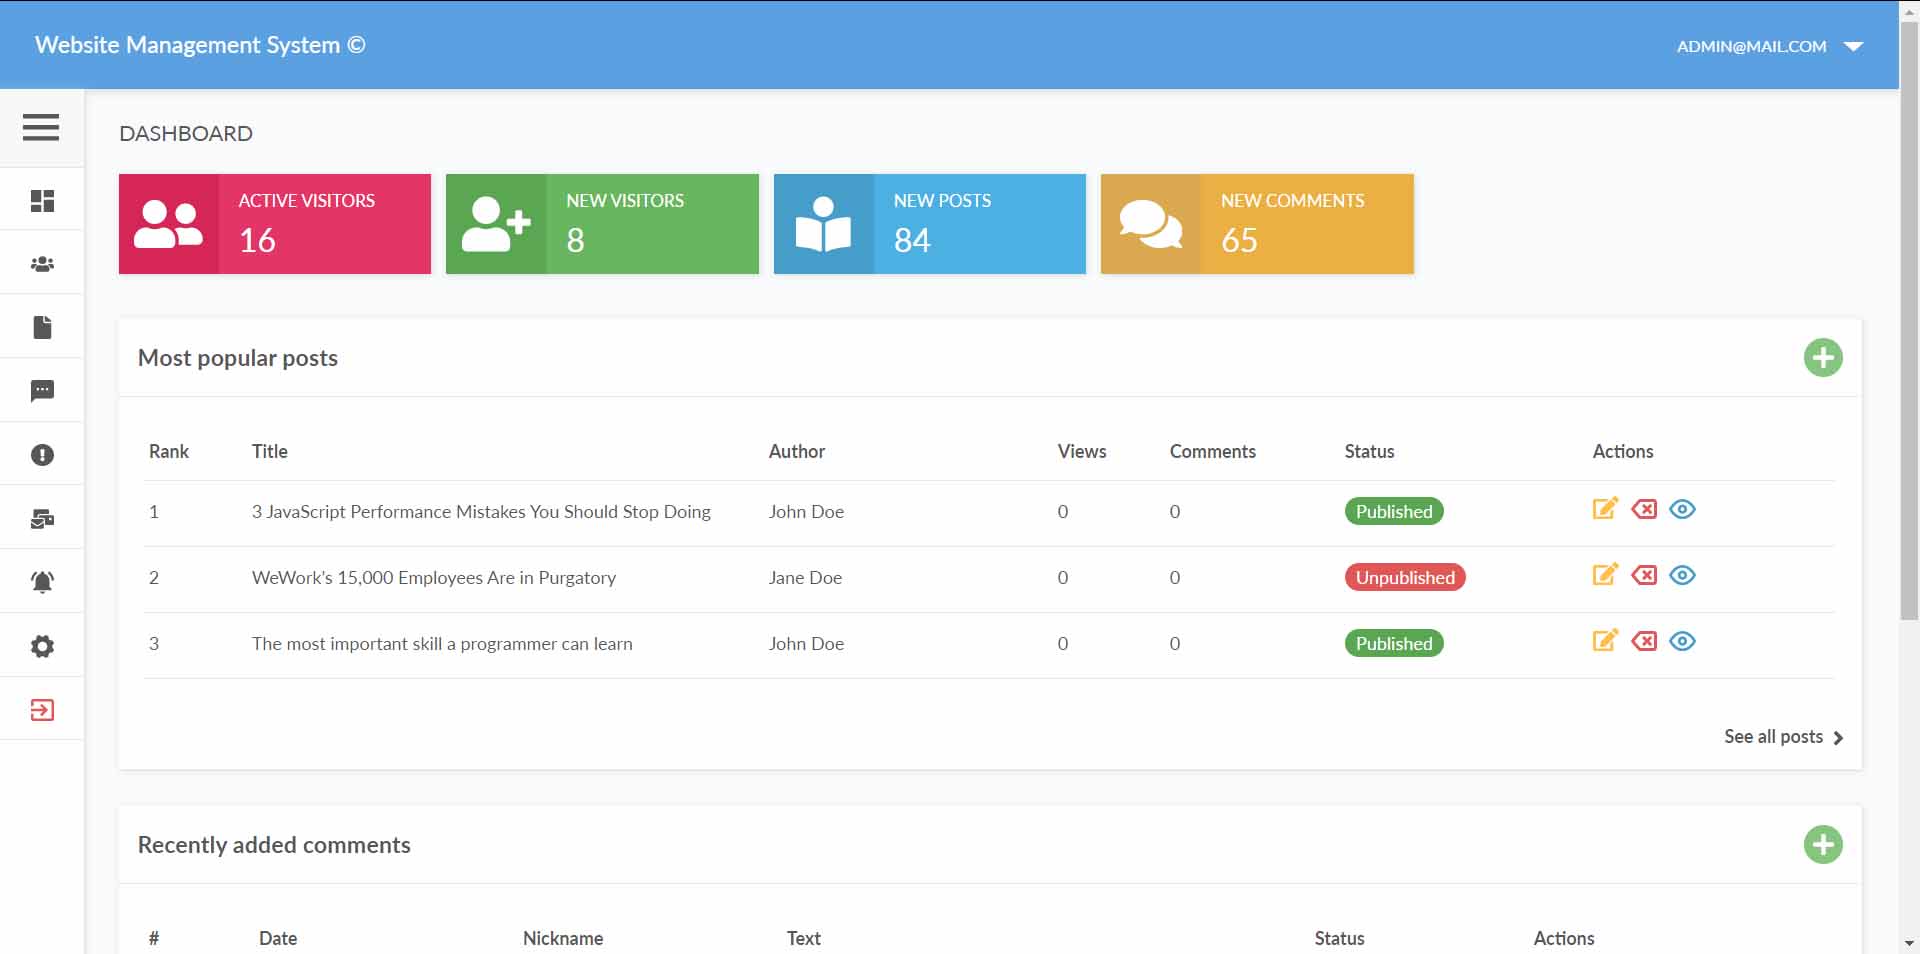 Website Management System ©
ADMIN@MAIL.COM
DASHBOARD
ACTIVE VISITORS
16
NEW VISITORS
8
NEW POSTS
84
NEW COMMENTS
65
Most popular posts
Rank Title Author Views Comments Status Actions
1 3 JavaScript Performance Mistakes You Should Stop Doing John Doe 0 0 Published
2 WeWork's 15,000 Employees Are in Purgatory Jane Doe 0 0 Unpublished
3 The most important skill a programmer can learn John Doe 0 0 Published
See all posts
Recently added comments
# Date Nickname Text Status Actions